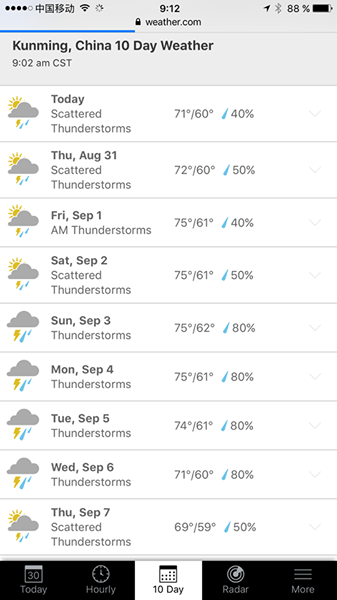 中国移动 9:12 88 %
weather.com
Kunming, China 10 Day Weather
9:02 am CST
Today
Scattered
Thunderstorms
71°/60° 40%
Thu, Aug 31
Scattered
Thunderstorms
72°/60° 50%
Fri, Sep 1
AM Thunderstorms
75°/61° 40%
Sat, Sep 2
Scattered
Thunderstorms
75°/61° 50%
Sun, Sep 3
Thunderstorms
75°/62° 80%
Mon, Sep 4
Thunderstorms
75°/61° 80%
Tue, Sep 5
Thunderstorms
74°/61° 80%
Wed, Sep 6
Thunderstorms
71°/60° 80%
Thu, Sep 7
Scattered
Thunderstorms
69°/59° 50%
30
Today Hourly 10 Day Radar More